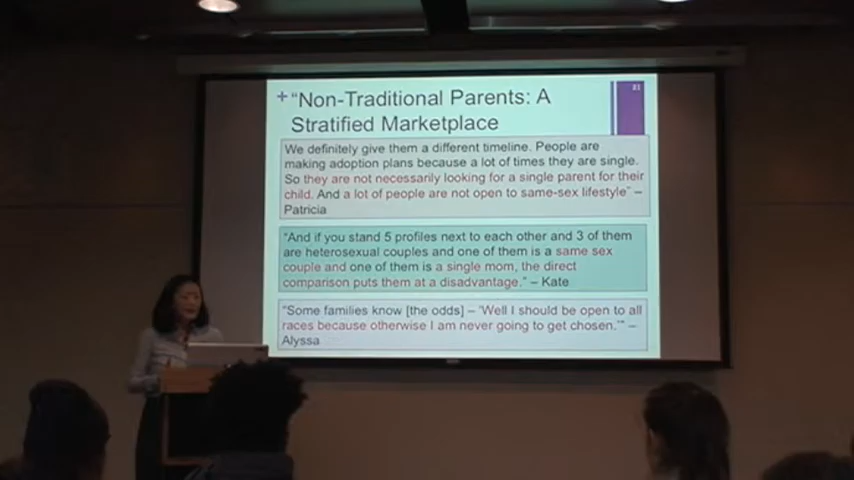 + "Non-Traditional Parents: A
Stratified Marketplace
21
We definitely give them a different timeline. People are
making adoption plans because a lot of times they are single.
So they are not necessarily looking for a single parent for their
child. And a lot of people are not open to same-sex lifestyle" –
Patricia
"And if you stand 5 profiles next to each other and 3 of them
are heterosexual couples and one of them is a same sex
couple and one of them is a single mom, the direct
comparison puts them at a disadvantage." – Kate
"Some families know [the odds] – 'Well I should be open to all
races because otherwise I am never going to get chosen.'" –
Alyssa